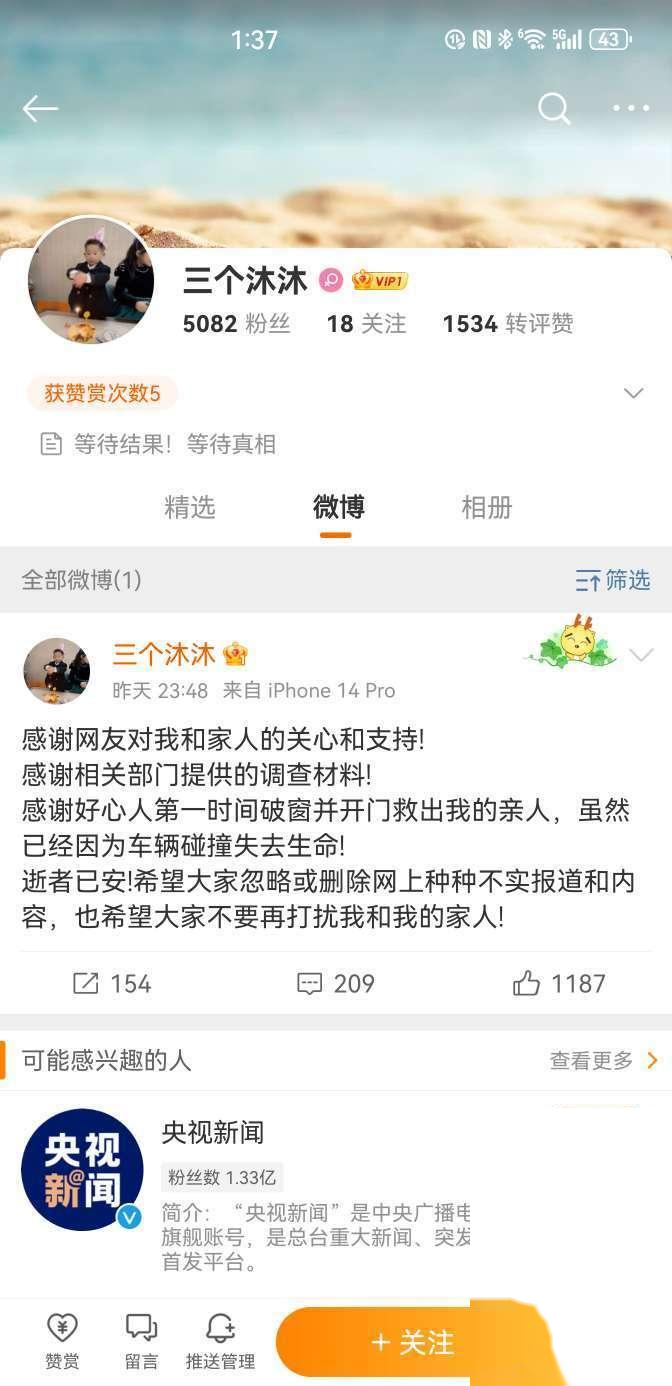 1:37
5G
43
三个沐沐 VIP1
5082 粉丝 18 关注 1534 转评赞
获赞赏次数5
等待结果！等待真相
精选 微博 相册
全部微博(1) 筛选
三个沐沐
昨天 23:48 来自 iPhone 14 Pro
感谢网友对我和家人的关心和支持!
感谢相关部门提供的调查材料!
感谢好心人第一时间破窗并开门救出我的亲人，虽然
已经因为车辆碰撞失去生命!
逝者已安!希望大家忽略或删除网上种种不实报道和内
容，也希望大家不要再打扰我和我的家人!
154 209 1187
可能感兴趣的人 查看更多
央视新闻
央视
新@闻
粉丝数 1.33亿
简介：“央视新闻”是中央广播电
旗舰账号，是总台重大新闻、突发
首发平台。
赞赏 留言 推送管理 + 关注